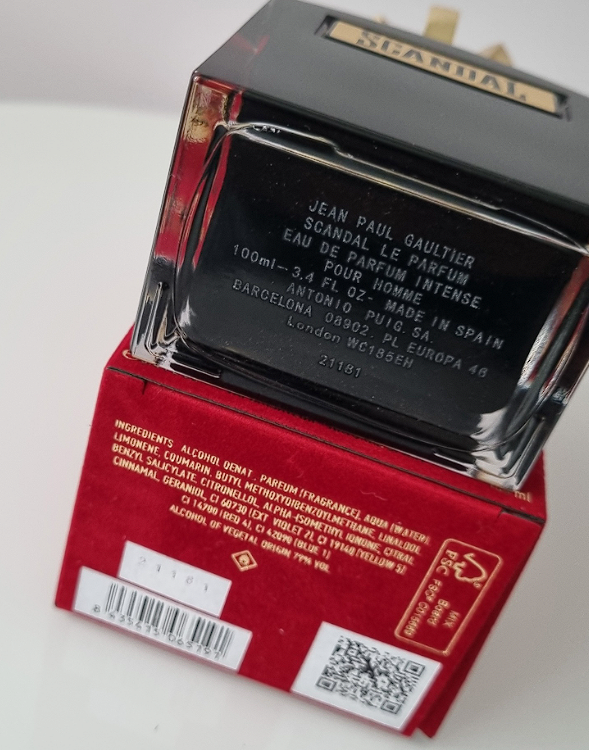 SCANDAL
JEAN PAUL GAULTIER
SCANDAL LE PARFUM
EAU DE PARFUM INTENSE
POUR HOMME
100ml-3.4 FL OZ- MADE IN SPAIN
ANTONIO PUIG.SA.
BARCELONA 08902. PL EUROPA 46
London WC1B5EH
21181
ml
INGREDIENTS ALCOHOL DENAT., PARFUM (FRAGRANCE), AQUA (WATER),
LIMONENE, COUMARIN, BUTYL METHOXYDIBENZOYLMETHANE, LINALOOL,
BENZYL SALICYLATE, CITRONELLOL, ALPHA-ISOMETHYL IONONE, CITRAL,
CINNAMAL, GERANIOL, CI 60730 (EXT VIOLET 2), CI 19140 (YELLOW 5)
CI 14700 (RED 4), CI 42090 (BLUE 1)
ALCOHOL OF VEGETAL ORIGIN 79% VOL
21181
MIX
Board